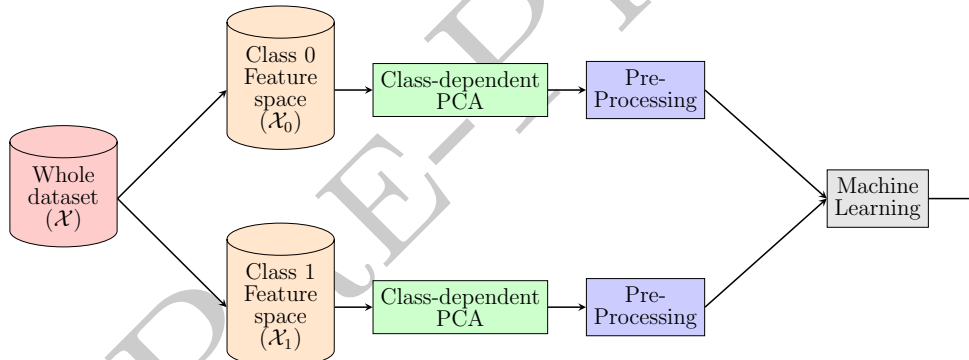 Class 0
Feature
space
(𝒳₀)
Class-dependent
PCA
Pre-
Processing
Whole
dataset
(𝒳)
Machine
Learning
Class 1
Feature
space
(𝒳₁)
Class-dependent
PCA
Pre-
Processing